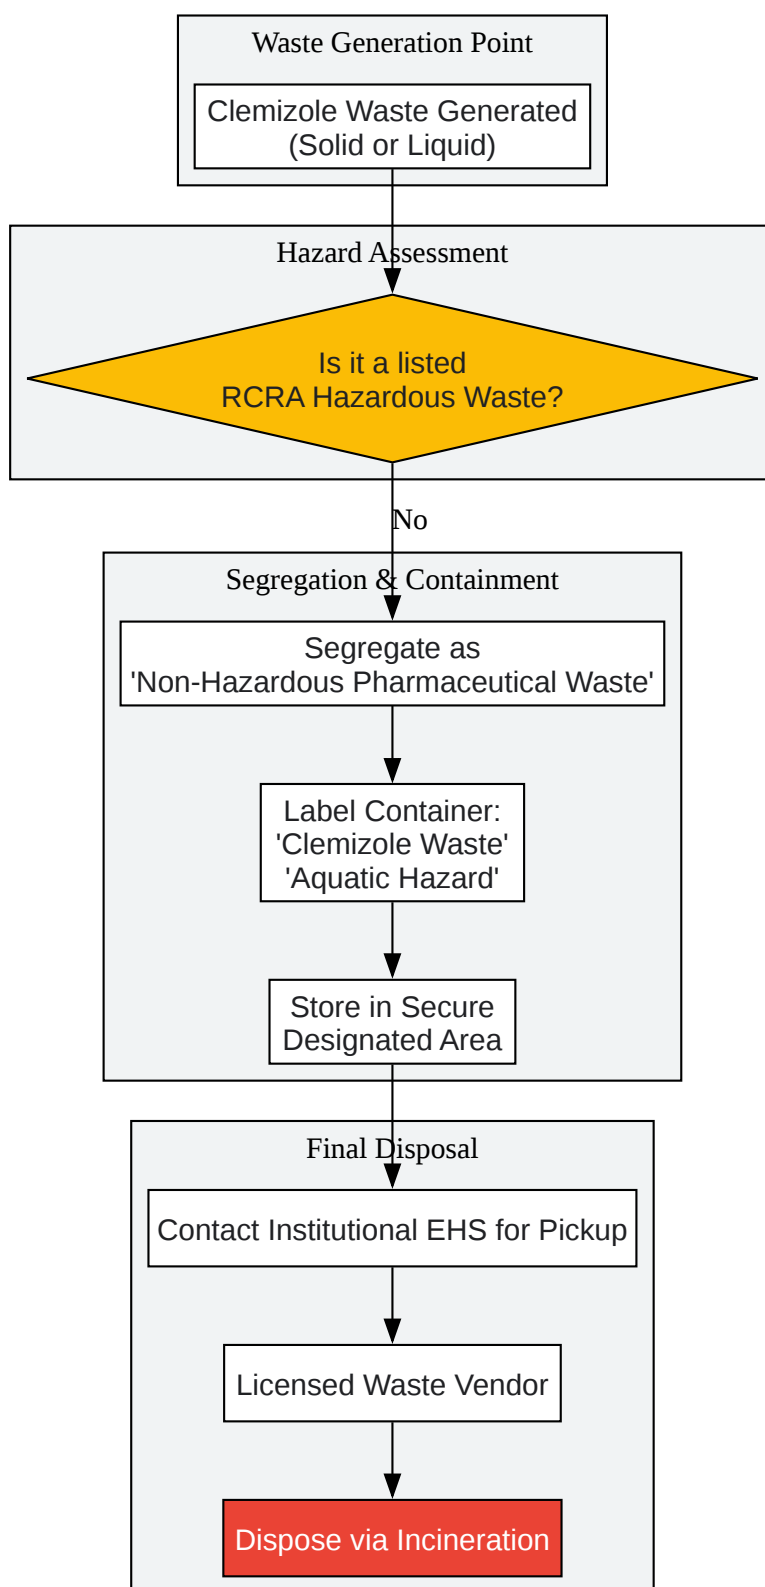 Waste Generation Point
Clemizole Waste Generated
(Solid or Liquid)
Hazard Assessment
Is it a listed
RCRA Hazardous Waste?
No
Segregation & Containment
Segregate as
'Non-Hazardous Pharmaceutical Waste'
Label Container:
'Clemizole Waste'
'Aquatic Hazard'
Store in Secure
Designated Area
Final Disposal
Contact Institutional EHS for Pickup
Licensed Waste Vendor
Dispose via Incineration